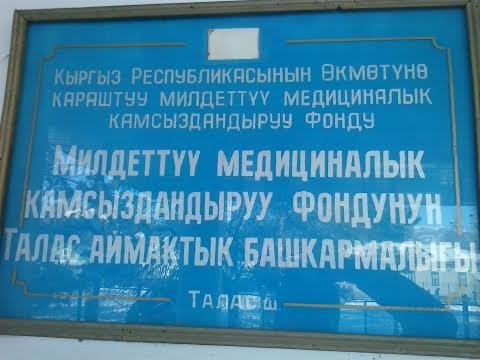 Кыргыз Республикасынын Өкмөтүнө
караштуу милдеттүү медициналык
камсыздандыруу фонду
Милдеттүү медициналык
камсыздандыруу фондунун
Талас аймактык башкармалыгы
Талас ш.